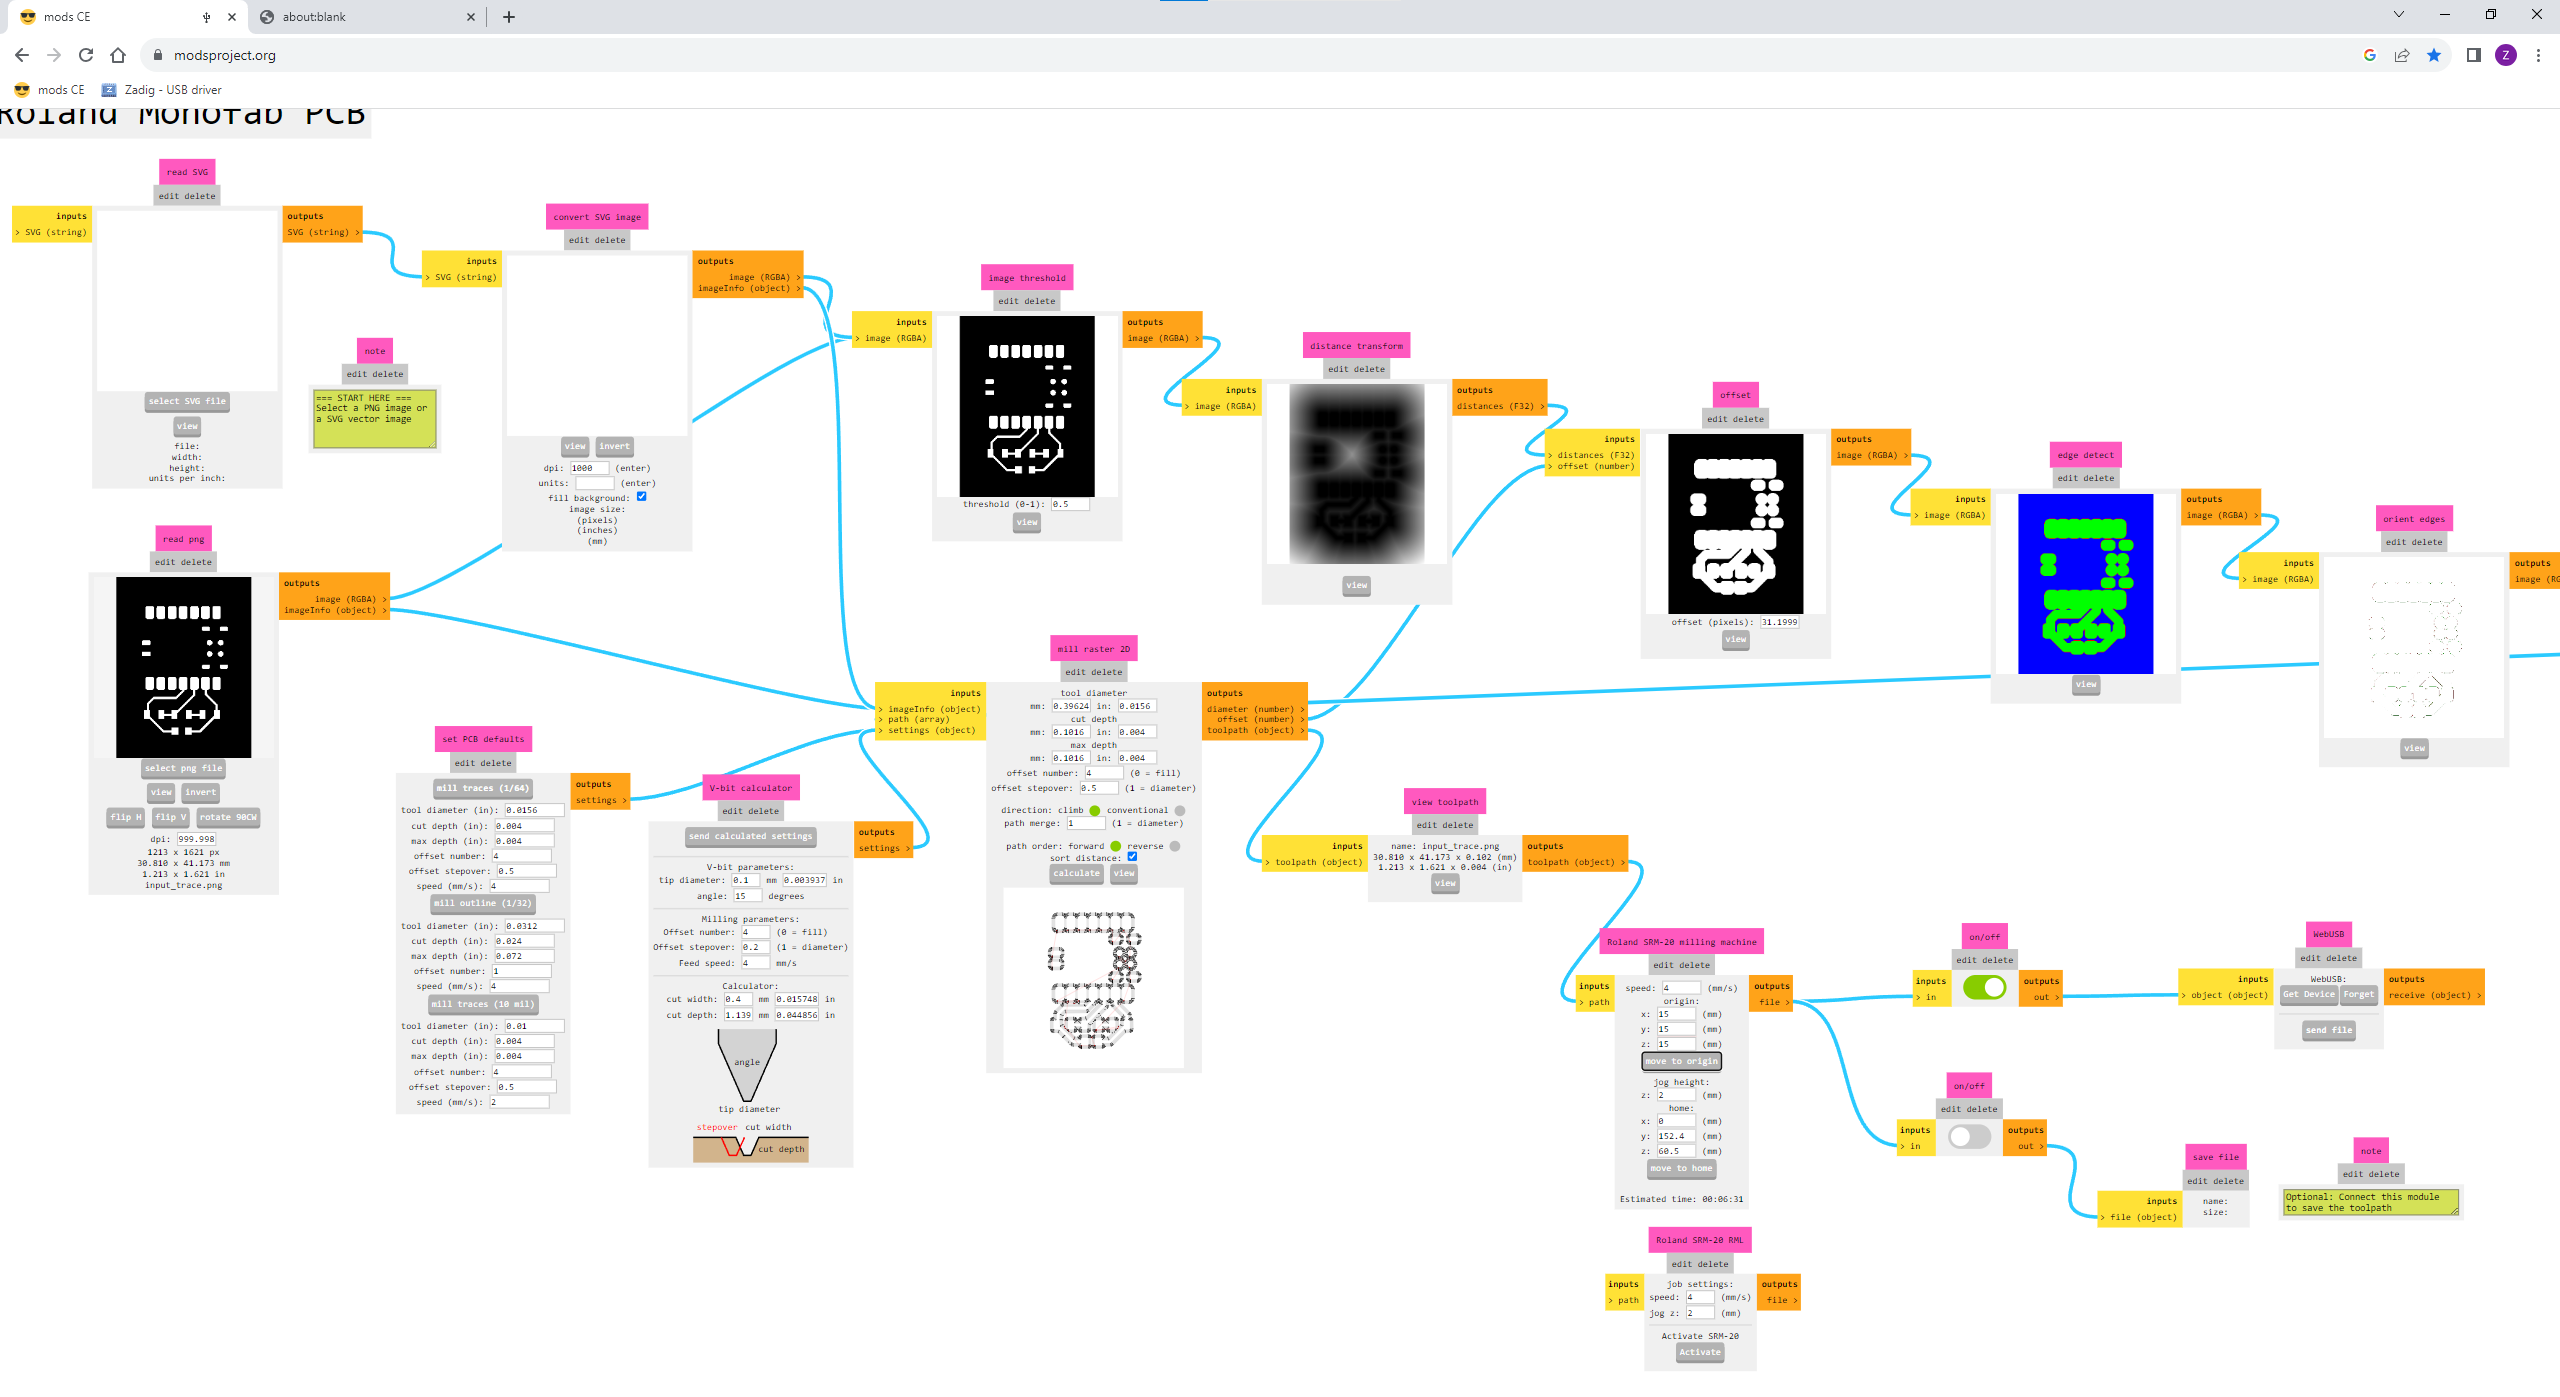 mods CE
about:blank
modsproject.org
Z
mods CE
Zadig - USB driver
Roland MonoFab PCB
read SVG
edit delete
inputs
> SVG (string)
outputs
SVG (string) >
select SVG file
view
file:
width:
height:
units per inch:
note
edit delete
=== START HERE ===
Select a PNG image or
a SVG vector image
convert SVG image
edit delete
inputs
> SVG (string)
outputs
image (RGBA) >
imageInfo (object) >
view invert
dpi: 1000 (enter)
units: (enter)
fill background:
image size:
(pixels)
(inches)
(mm)
image threshold
edit delete
inputs
> image (RGBA)
outputs
image (RGBA) >
threshold (0-1): 0.5
view
distance transform
edit delete
inputs
> image (RGBA)
outputs
distances (F32) >
view
offset
edit delete
inputs
> distances (F32)
> offset (number)
outputs
image (RGBA) >
offset (pixels): 31.1999
view
edge detect
edit delete
inputs
> image (RGBA)
outputs
image (RGBA) >
view
orient edges
edit delete
inputs
> image (RGBA)
outputs
image (RG
view
read png
edit delete
outputs
image (RGBA) >
imageInfo (object) >
select png file
view invert
flip H flip V rotate 90CW
dpi: 999.998
1213 x 1621 px
30.810 x 41.173 mm
1.213 x 1.621 in
input_trace.png
set PCB defaults
edit delete
mill traces (1/64)
tool diameter (in): 0.0156
cut depth (in): 0.004
max depth (in): 0.004
offset number: 4
offset stepover: 0.5
speed (mm/s): 4
mill outline (1/32)
tool diameter (in): 0.0312
cut depth (in): 0.024
max depth (in): 0.072
offset number: 1
speed (mm/s): 4
mill traces (10 mil)
tool diameter (in): 0.01
cut depth (in): 0.004
max depth (in): 0.004
offset number: 4
offset stepover: 0.5
speed (mm/s): 2
outputs
settings >
V-bit calculator
edit delete
send calculated settings
outputs
settings >
V-bit parameters:
tip diameter: 0.1 mm 0.003937 in
angle: 15 degrees
Milling parameters:
Offset number: 4 (0 = fill)
Offset stepover: 0.2 (1 = diameter)
Feed speed: 4 mm/s
Calculator:
cut width: 0.4 mm 0.015748 in
cut depth: 1.139 mm 0.044856 in
angle
tip diameter
stepover cut width
cut depth
mill raster 2D
edit delete
inputs
> imageInfo (object)
> path (array)
> settings (object)
outputs
diameter (number) >
offset (number) >
toolpath (object) >
tool diameter
mm: 0.39624 in: 0.0156
cut depth
mm: 0.1016 in: 0.004
max depth
mm: 0.1016 in: 0.004
offset number: 4 (0 = fill)
offset stepover: 0.5 (1 = diameter)
direction: climb conventional
path merge: 1 (1 = diameter)
path order: forward reverse
sort distance:
calculate view
view toolpath
edit delete
inputs
> toolpath (object)
name: input_trace.png
30.810 x 41.173 x 0.102 (mm)
1.213 x 1.621 x 0.004 (in)
view
outputs
toolpath (object) >
Roland SRM-20 milling machine
edit delete
inputs
> path
outputs
file >
speed: 4 (mm/s)
origin:
x: 15 (mm)
y: 15 (mm)
z: 15 (mm)
move to origin
jog height:
z: 2 (mm)
home:
x: 0 (mm)
y: 152.4 (mm)
z: 60.5 (mm)
move to home
Estimated time: 00:06:31
Roland SRM-20 RML
edit delete
inputs
> path
outputs
file >
job settings:
speed: 4 (mm/s)
jog z: 2 (mm)
Activate SRM-20
Activate
on/off
edit delete
inputs
> in
outputs
out >
WebUSB
edit delete
inputs
> object (object)
WebUSB:
Get Device Forget
send file
outputs
receive (object) >
on/off
edit delete
inputs
> in
outputs
out >
save file
edit delete
inputs
> file (object)
name:
size:
note
edit delete
Optional: Connect this module
to save the toolpath